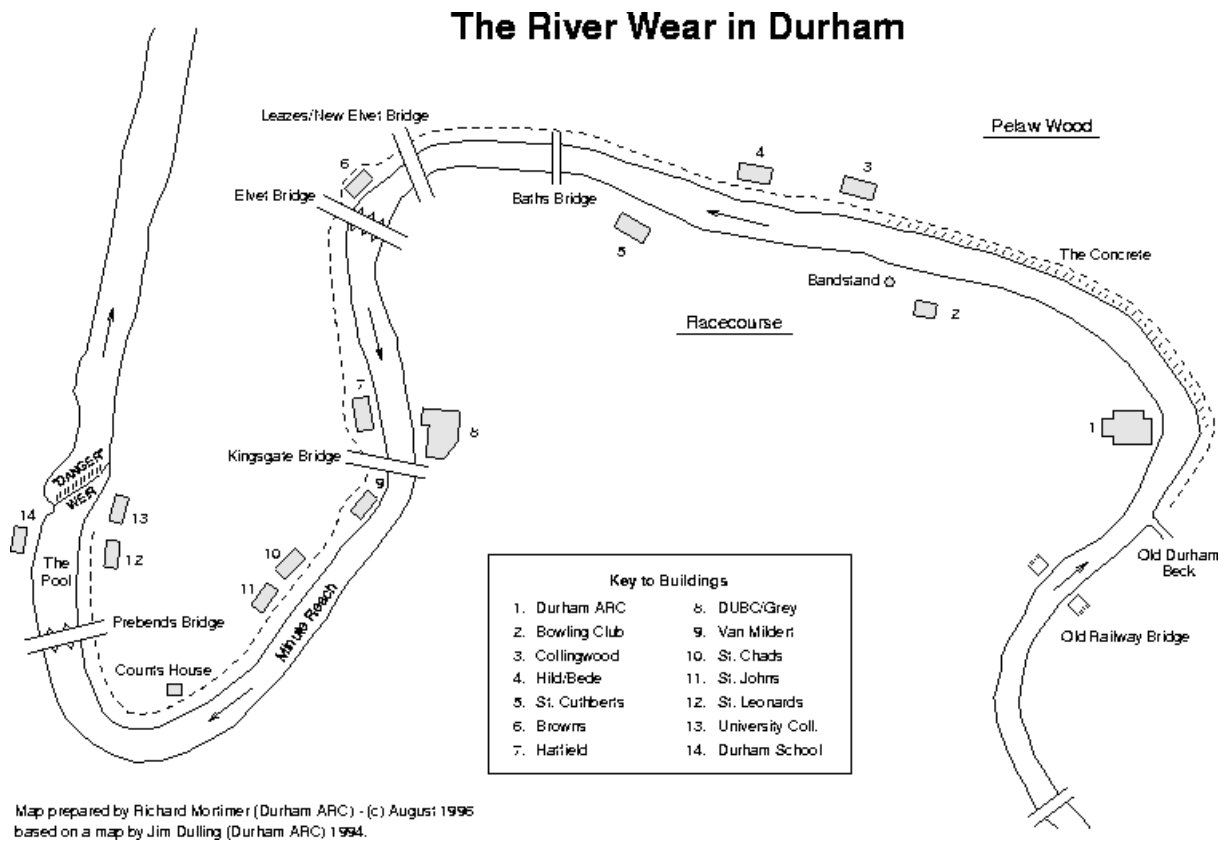 The River Wear in Durham
Leazes/New Elvet Bridge
Pelaw Wood
4
3
6
Elvet Bridge
Baths Bridge
5
The Concrete
Bandstand
2
Racecourse
7
8
1
Kingsgate Bridge
"DANGER"
WEIR
9
14
13
10
12
The
Pool
11
Old Durham
Beck
Minute Reach
Prebends Bridge
Old Railway Bridge
Counts House
Key to Buildings
1. Durham ARC
2. Bowling Club
3. Collingwood
4. Hild/Bede
5. St. Cuthberts
6. Browns
7. Hatfield
8. DUBC/Grey
9. Van Mildert
10. St. Chads
11. St. Johns
12. St. Leonards
13. University Coll.
14. Durham School
Map prepared by Richard Mortimer (Durham ARC) - (c) August 1996
based on a map by Jim Dulling (Durham ARC) 1994.